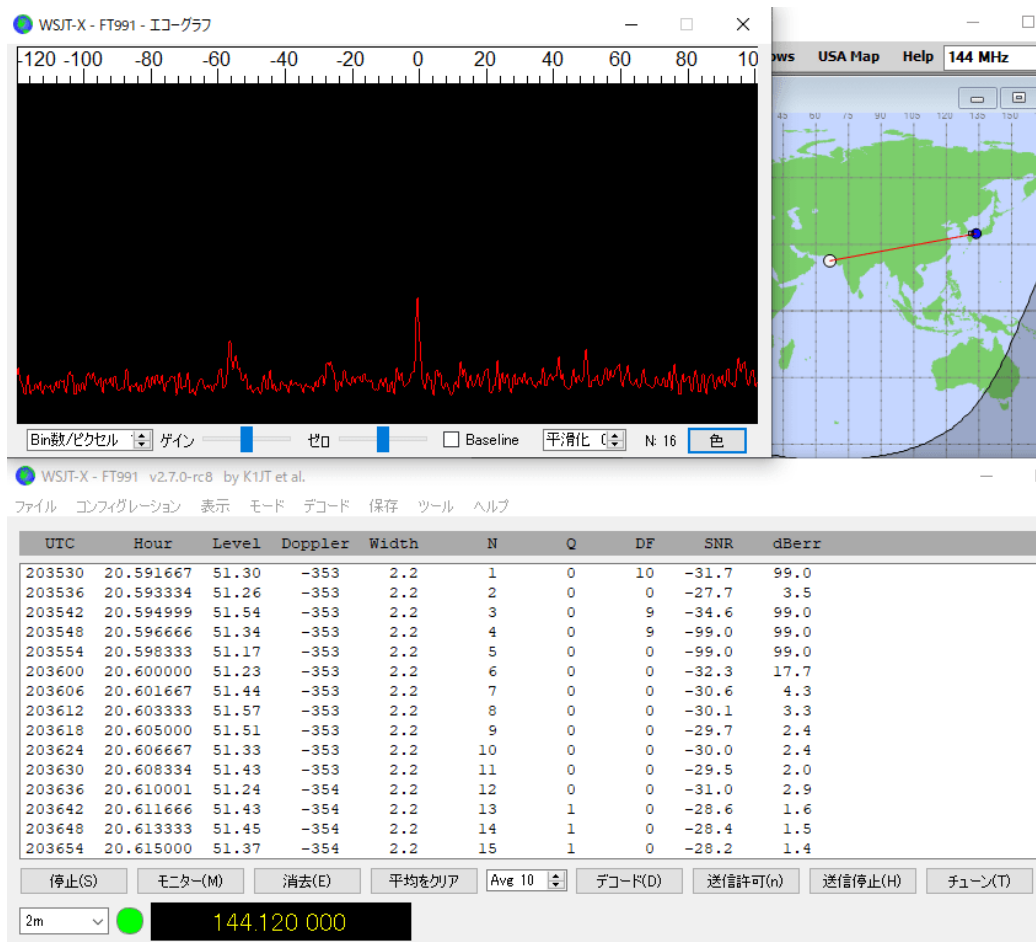 WSJT-X - FT991 - エコーグラフ
-120 -100 -80 -60 -40 -20 0 20 40 60 80 10
ows USA Map Help 144 MHz
45 60 75 90 105 120 135 150
Bin数/ピクセル ゲイン ゼロ Baseline 平滑化 N: 16 色
WSJT-X - FT991 v2.7.0-rc8 by K1JT et al.
ファイル コンフィグレーション 表示 モード デコード 保存 ツール ヘルプ
UTC Hour Level Doppler Width N Q DF SNR dBerr
203530 20.591667 51.30 -353 2.2 1 0 10 -31.7 99.0
203536 20.593334 51.26 -353 2.2 2 0 0 -27.7 3.5
203542 20.594999 51.54 -353 2.2 3 0 9 -34.6 99.0
203548 20.596666 51.34 -353 2.2 4 0 9 -99.0 99.0
203554 20.598333 51.17 -353 2.2 5 0 0 -99.0 99.0
203600 20.600000 51.23 -353 2.2 6 0 0 -32.3 17.7
203606 20.601667 51.44 -353 2.2 7 0 0 -30.6 4.3
203612 20.603333 51.57 -353 2.2 8 0 0 -30.1 3.3
203618 20.605000 51.51 -353 2.2 9 0 0 -29.7 2.4
203624 20.606667 51.33 -353 2.2 10 0 0 -30.0 2.4
203630 20.608334 51.43 -353 2.2 11 0 0 -29.5 2.0
203636 20.610001 51.24 -354 2.2 12 0 0 -31.0 2.9
203642 20.611666 51.43 -354 2.2 13 1 0 -28.6 1.6
203648 20.613333 51.45 -354 2.2 14 1 0 -28.4 1.5
203654 20.615000 51.37 -354 2.2 15 1 0 -28.2 1.4
停止(S) モニター(M) 消去(E) 平均をクリア Avg 10 デコード(D) 送信許可(n) 送信停止(H) チューン(T)
2m 144.120 000